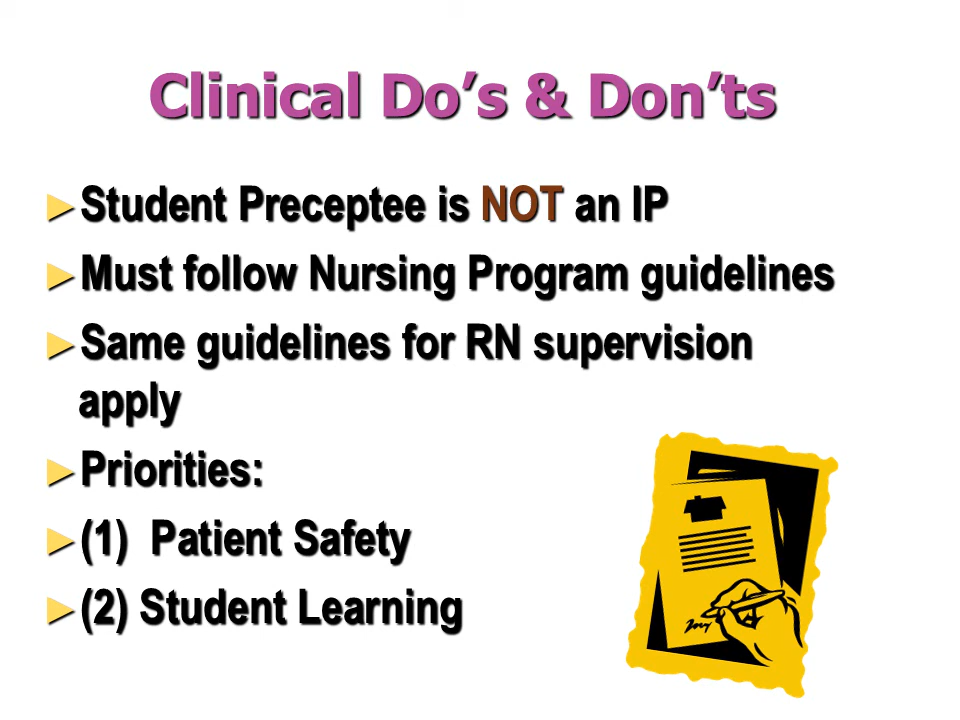 Clinical Do’s & Don’ts
► Student Preceptee is NOT an IP
► Must follow Nursing Program guidelines
► Same guidelines for RN supervision
apply
► Priorities:
► (1) Patient Safety
► (2) Student Learning